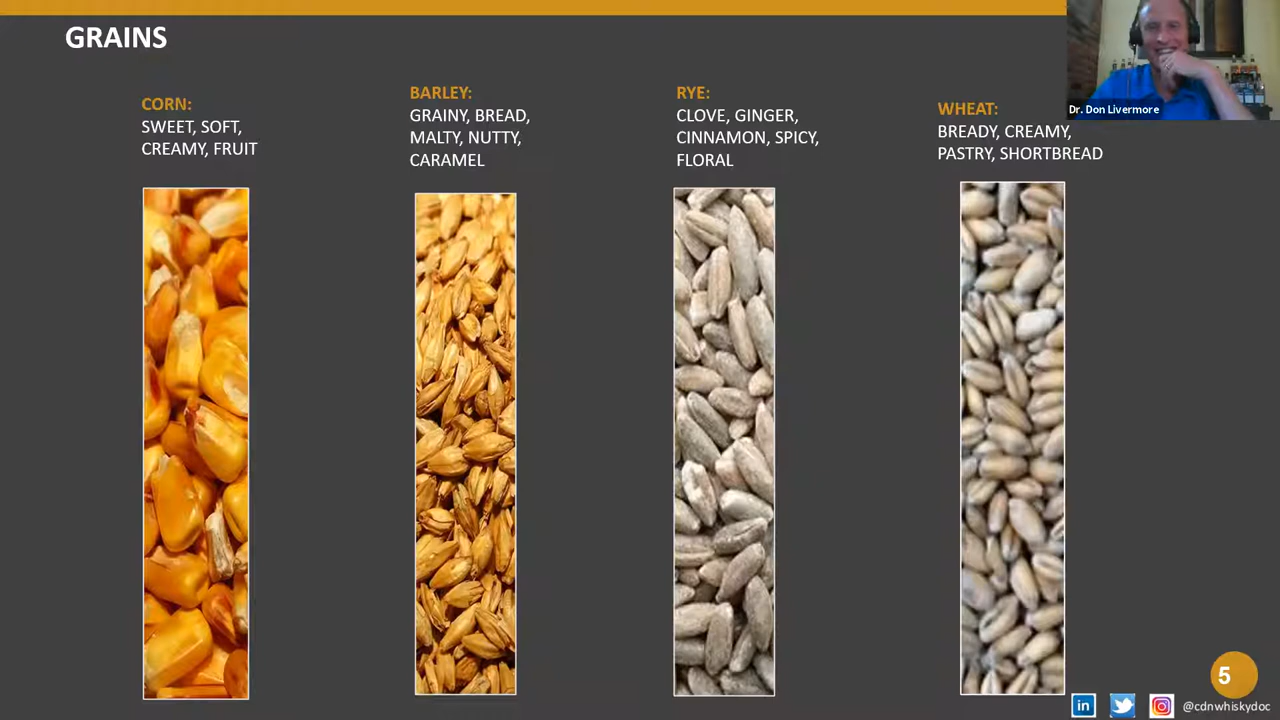 GRAINS
CORN:
SWEET, SOFT,
CREAMY, FRUIT
BARLEY:
GRAINY, BREAD,
MALTY, NUTTY,
CARAMEL
RYE:
CLOVE, GINGER,
CINNAMON, SPICY,
FLORAL
WHEAT:
BREADY, CREAMY,
PASTRY, SHORTBREAD
Dr. Don Livermore
5
in
@cdnwhiskydoc